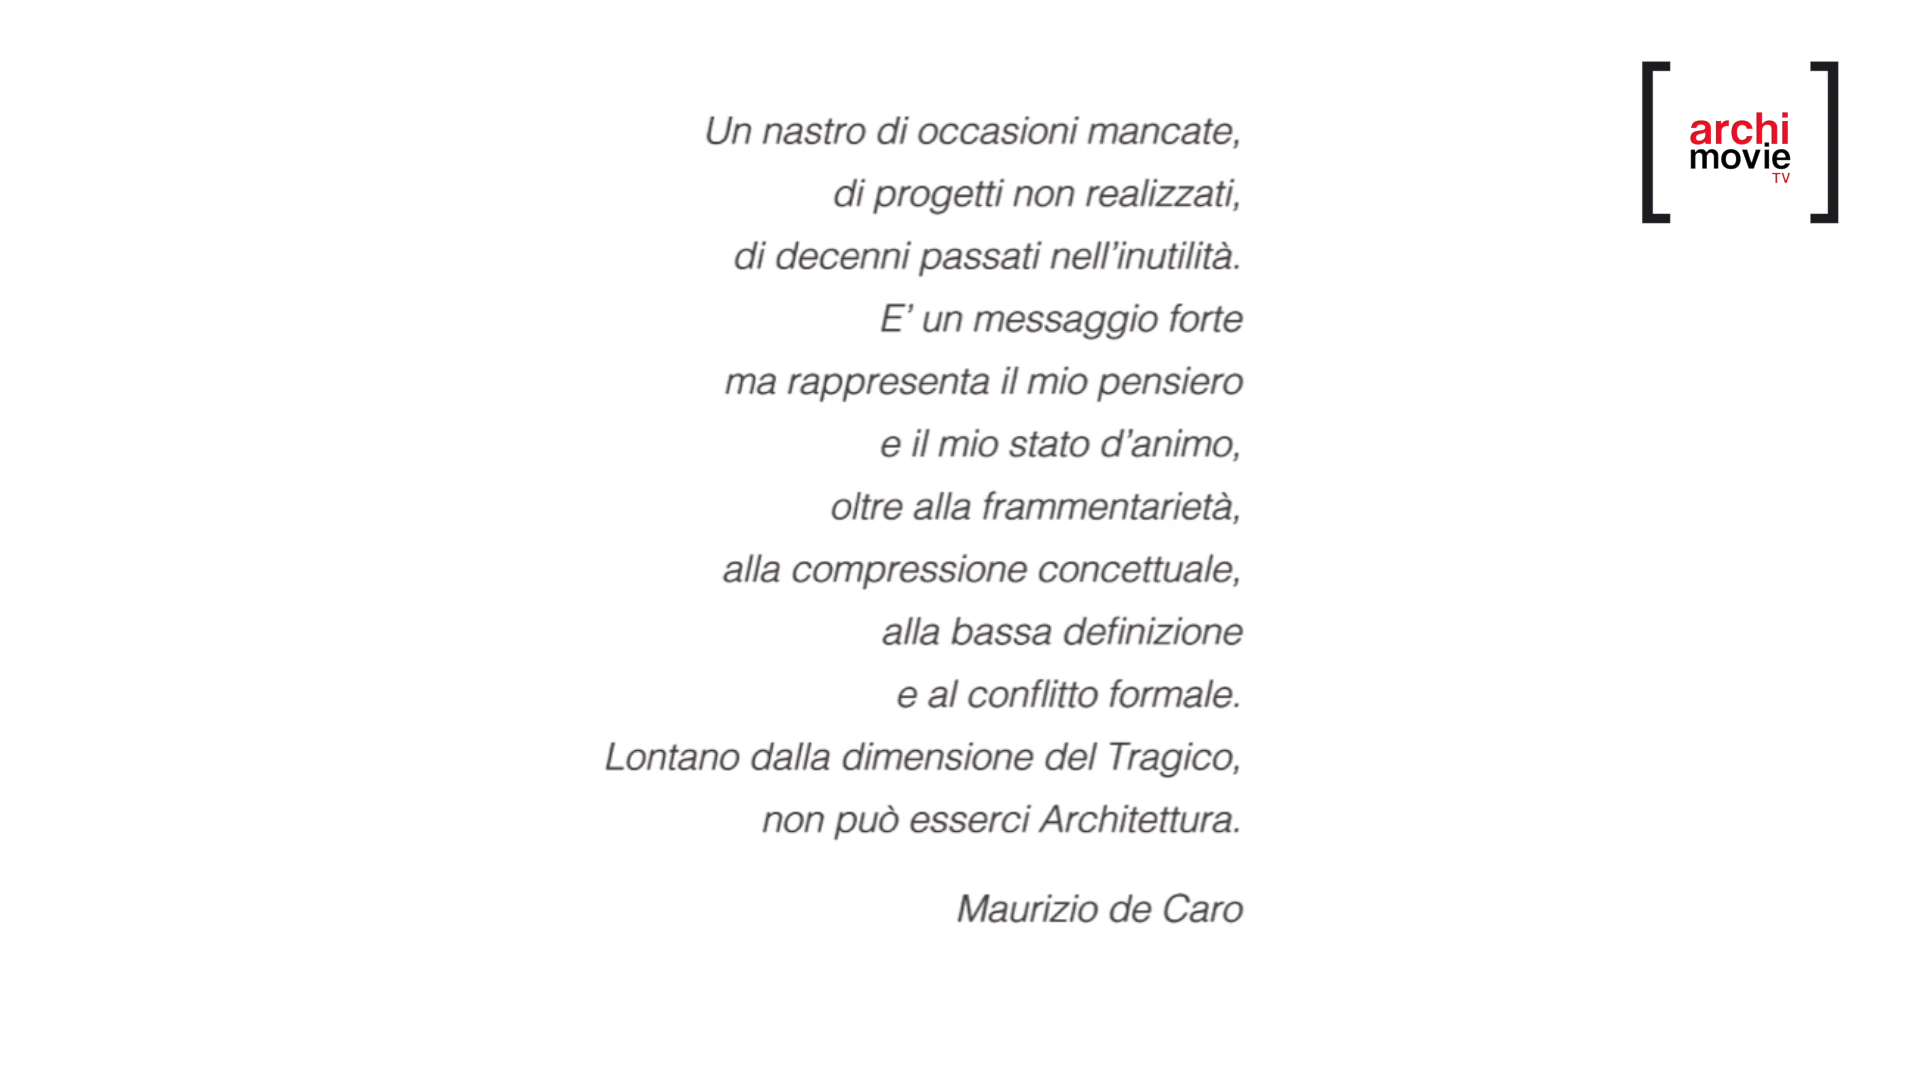 Un nastro di occasioni mancate,
di progetti non realizzati,
di decenni passati nell’inutilità.
E’ un messaggio forte
ma rappresenta il mio pensiero
e il mio stato d’animo,
oltre alla frammentarietà,
alla compressione concettuale,
alla bassa definizione
e al conflitto formale.
Lontano dalla dimensione del Tragico,
non può esserci Architettura.
Maurizio de Caro
archi
movie
TV